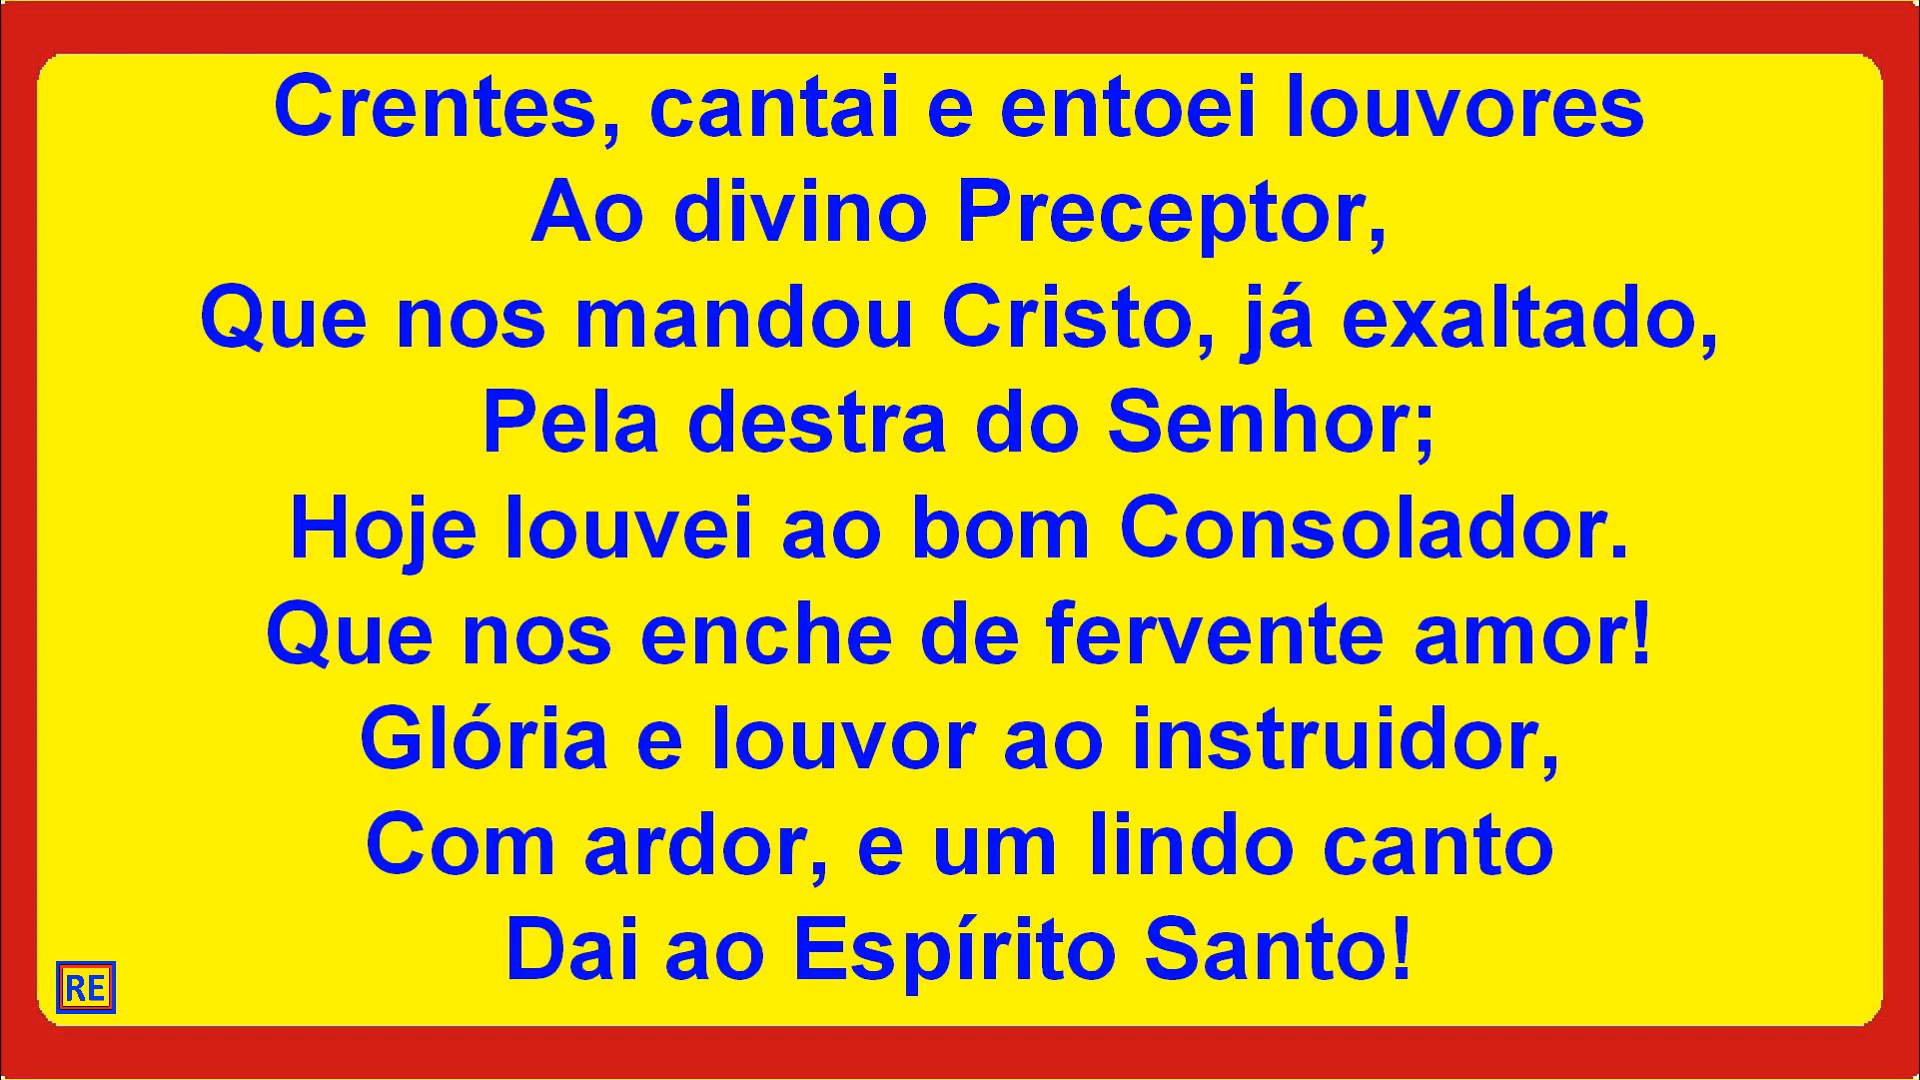 Crentes, cantai e entoei louvores
Ao divino Preceptor,
Que nos mandou Cristo, já exaltado,
Pela destra do Senhor;
Hoje louvei ao bom Consolador.
Que nos enche de fervente amor!
Glória e louvor ao instruidor,
Com ardor, e um lindo canto
Dai ao Espírito Santo!
RE